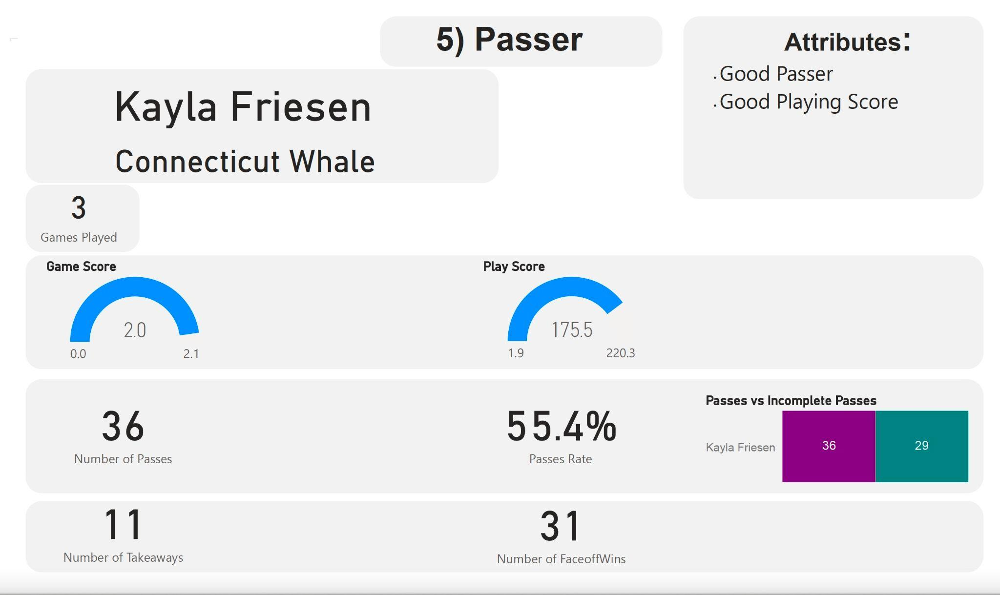 5) Passer
Attributes:
. Good Passer
. Good Playing Score
Kayla Friesen
Connecticut Whale
3
Games Played
Game Score
2.0
0.0
2.1
Play Score
175.5
1.9
220.3
36
Number of Passes
55.4%
Passes Rate
Passes vs Incomplete Passes
Kayla Friesen
36
29
11
Number of Takeaways
31
Number of FaceoffWins